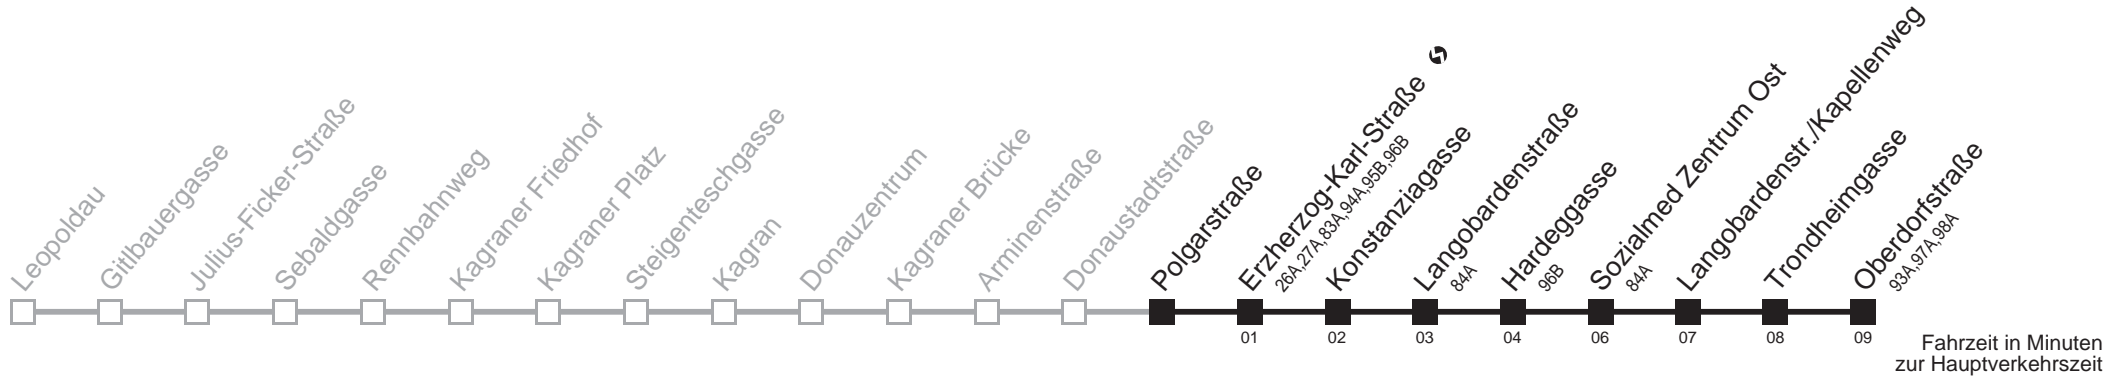 Leopoldau
Gitlbauergasse
Julius-Ficker-Straße
Sebaldgasse
Rennbahnweg
Kagraner Friedhof
Kagraner Platz
Steigenteschgasse
Kagran
Donauzentrum
Kagraner Brücke
Arminenstraße
Donaustadtstraße
Polgarstraße
Erzherzog-Karl-Straße
26A,27A,83A,94A,95B,96B
Konstanziagasse
Langobardenstraße
84A
Hardeggasse
96B
Sozialmed Zentrum Ost
84A
Langobardenstr./Kapellenweg
Trondheimgasse
Oberdorfstraße
93A,97A,98A
01 02 03 04 06 07 08 09
Fahrzeit in Minuten
zur Hauptverkehrszeit